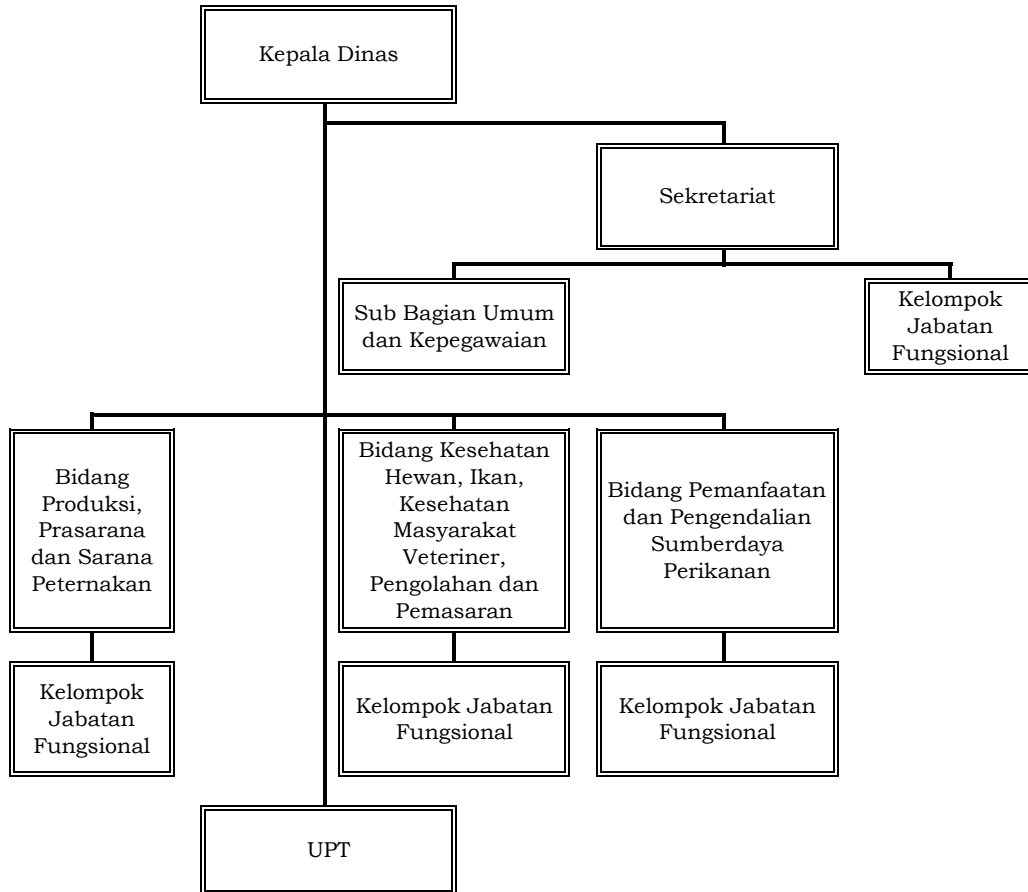 Kepala Dinas
Sekretariat
Sub Bagian Umum
dan Kepegawaian
Kelompok
Jabatan
Fungsional
Bidang
Produksi,
Prasarana
dan Sarana
Peternakan
Bidang Kesehatan
Hewan, Ikan,
Kesehatan
Masyarakat
Veteriner,
Pengolahan dan
Pemasaran
Bidang Pemanfaatan
dan Pengendalian
Sumberdaya
Perikanan
Kelompok
Jabatan
Fungsional
Kelompok Jabatan
Fungsional
Kelompok Jabatan
Fungsional
UPT